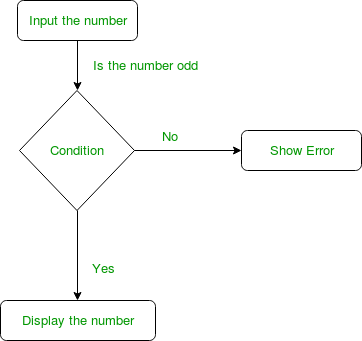 Input the number
Is the number odd
Condition
No
Show Error
Yes
Display the number